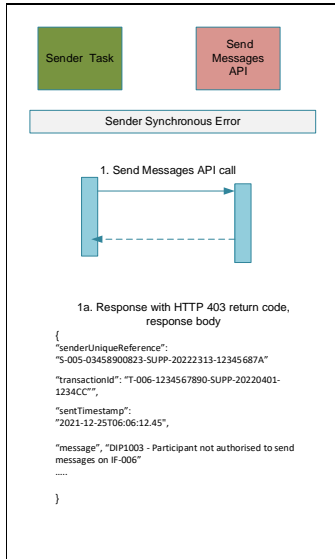 Sender Task
Send
Messages
API
Sender Synchronous Error
1. Send Messages API call
1a. Response with HTTP 403 return code,
response body
{
“senderUniqueReference”:
“S-005-03458900823-SUPP-20222313-12345687A”
“transactionId”: “T-006-1234567890-SUPP-20220401-
1234CC””,
“sentTimestamp”:
“2021-12-25T06:06:12.45”,
“message”, “DIP1003 - Participant not authorised to send
messages on IF-006”
…..
}